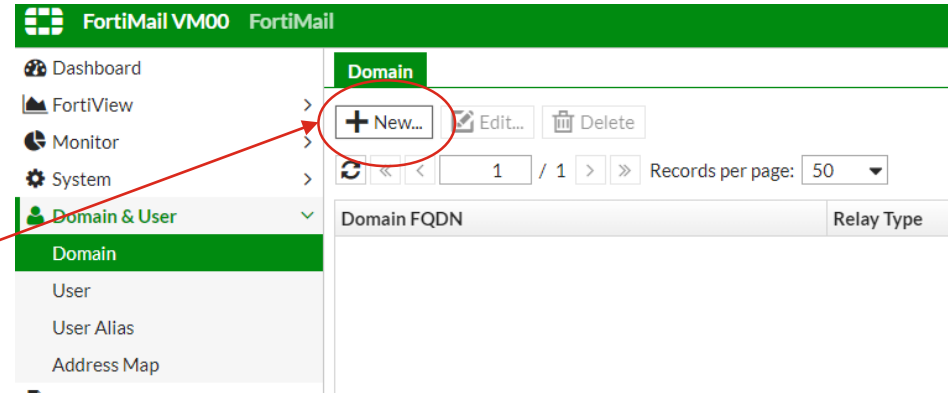 FortiMail VM00 FortiMail
Dashboard
FortiView
Monitor
System
Domain & User
Domain
User
User Alias
Address Map
Domain
New... Edit... Delete
1 / 1 Records per page: 50
Domain FQDN Relay Type